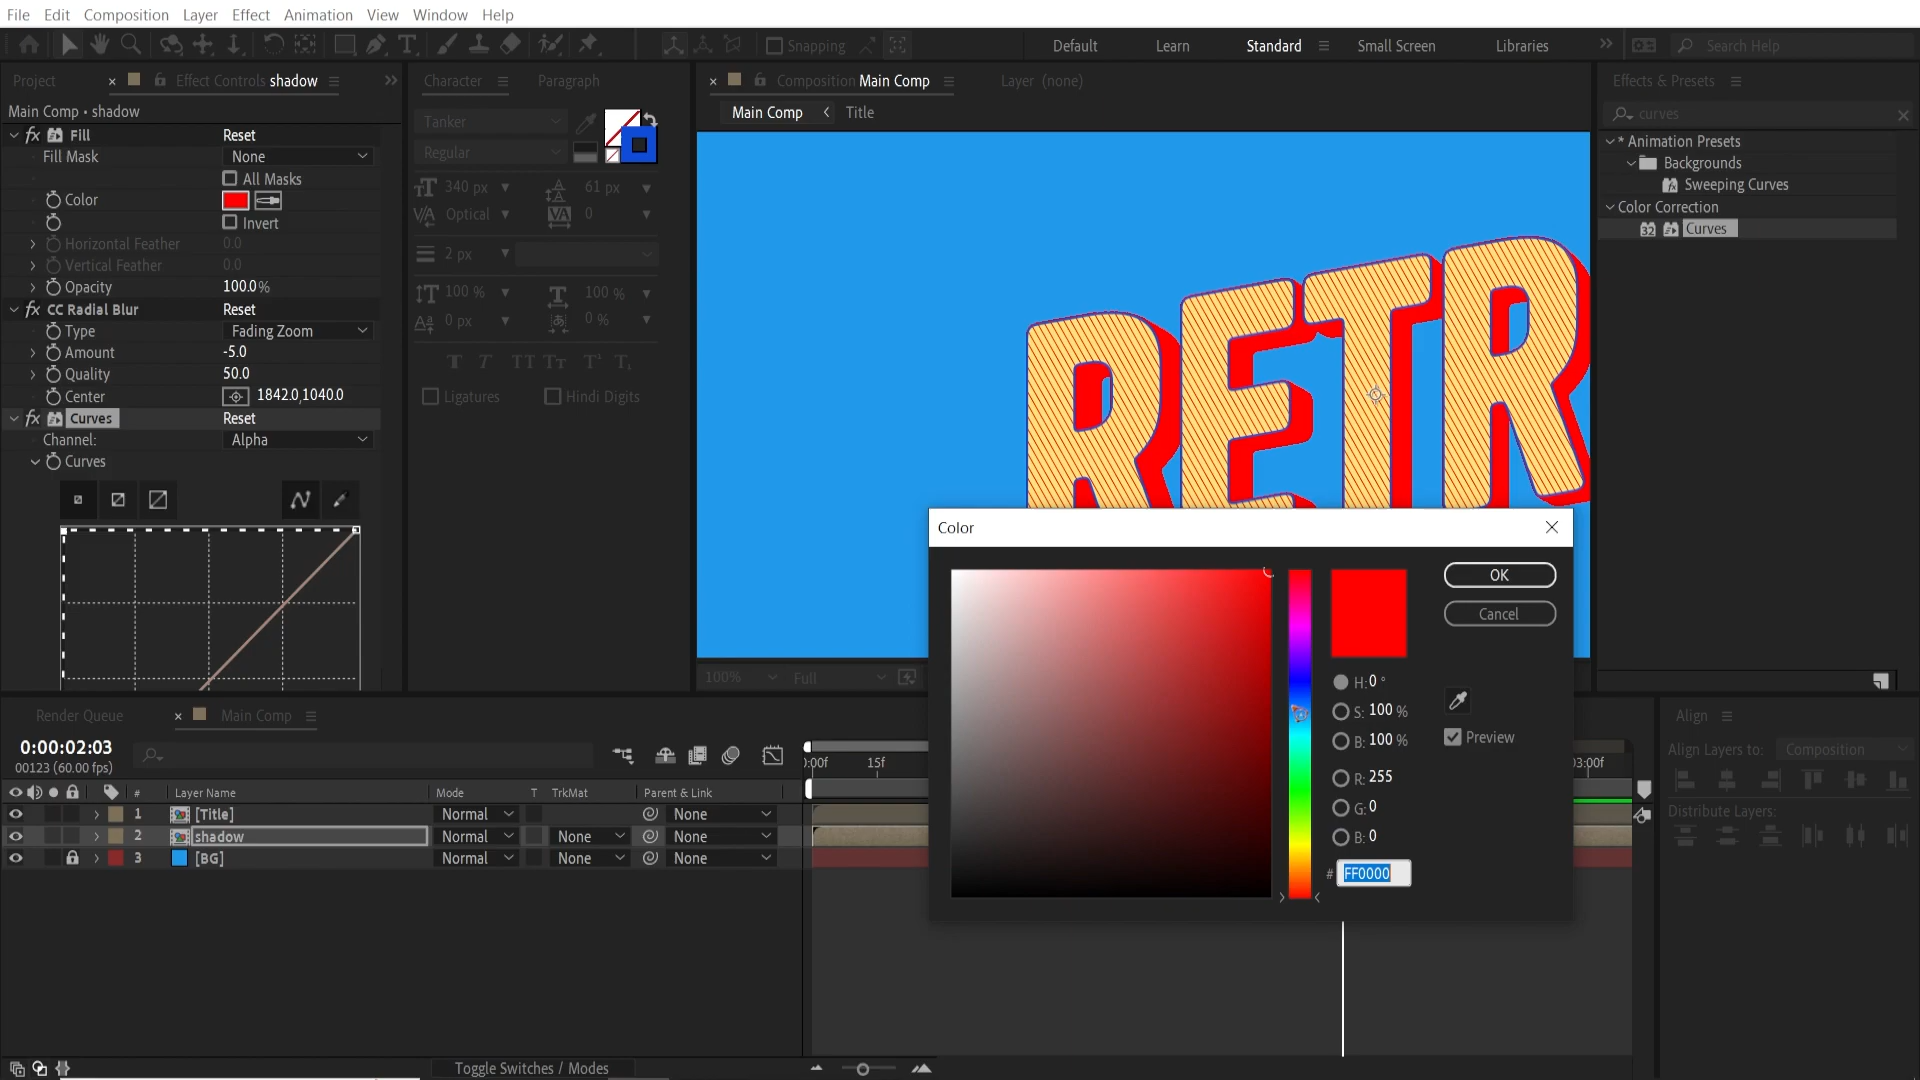 File Edit Composition Layer Effect Animation View Window Help
Snapping Default Learn Standard Small Screen Libraries Search Help
Project Effect Controls shadow
Main Comp • shadow
fx Fill Reset
Fill Mask None
All Masks
Color
Invert
Horizontal Feather 0.0
Vertical Feather 0.0
Opacity 100.0%
fx CC Radial Blur Reset
Type Fading Zoom
Amount -5.0
Quality 50.0
Center 1842.0,1040.0
fx Curves Reset
Channel: Alpha
Curves
Character Paragraph
Tanker
Regular
340 px 61 px
Optical 0
2 px
100 % 100 %
0 px 0 %
Ligatures Hindi Digits
Composition Main Comp Layer (none)
Main Comp Title
RETR
100% Full
Effects & Presets
curves
* Animation Presets
Backgrounds
Sweeping Curves
Color Correction
32 Curves
Color
OK
Cancel
H: 0 °
S: 100 %
B: 100 %
Preview
R: 255
G: 0
B: 0
# FF0000
Render Queue Main Comp
0:00:02:03
00123 (60.00 fps)
0:00f 15f 03:00f
# Layer Name Mode T TrkMat Parent & Link
1 [Title] Normal None
2 shadow Normal None None
3 [BG] Normal None None
Toggle Switches / Modes
Align
Align Layers to: Composition
Distribute Layers: